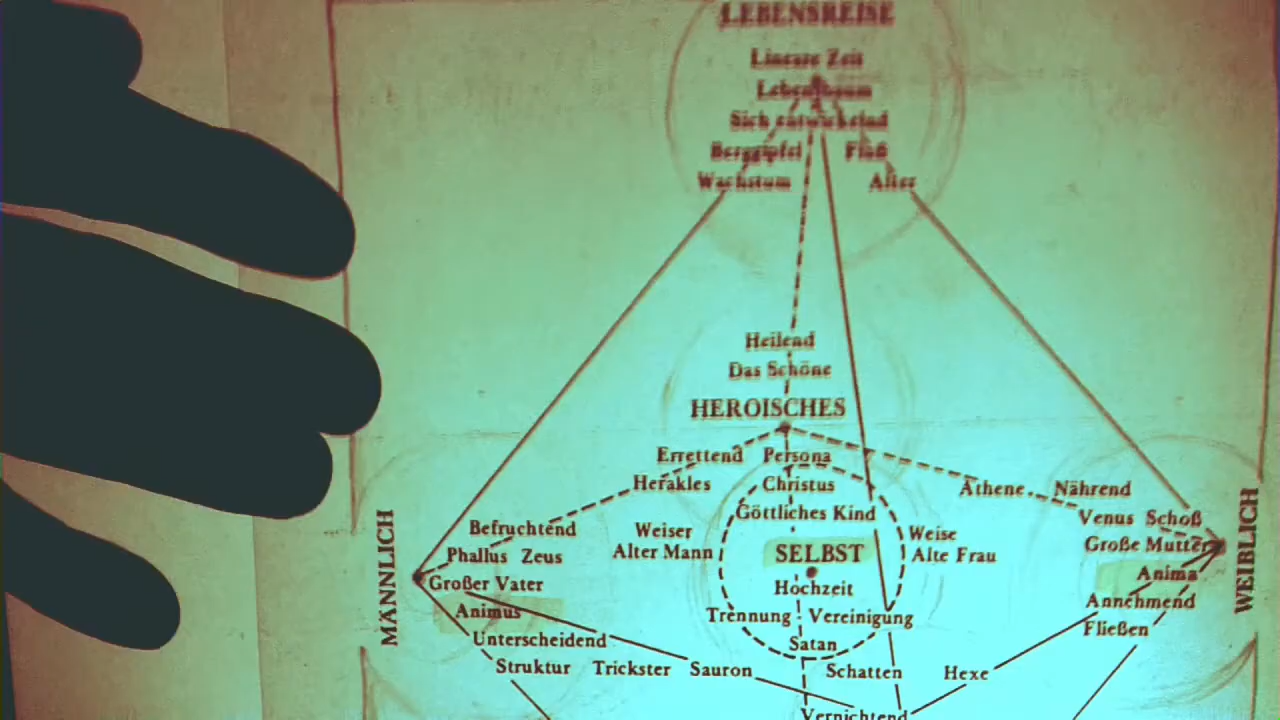 LEBENSREISE
Lineare Zeit
Lebensbaum
Sich entwickelnd
Berggipfel Fluß
Wachstum Alter
Heilend
Das Schöne
HEROISCHES
Errettend Persona
Herakles Christus Athene Nährend
Göttliches Kind Venus Schoß
Befruchtend Weiser Weise
Phallus Zeus Alter Mann SELBST Alte Frau Große Mutter
MÄNNLICH
WEIBLICH
Großer Vater Hochzeit Anima
Animus Trennung Vereinigung Annehmend
Unterscheidend Satan Fließen
Struktur Trickster Sauron Schatten Hexe
Vernichtend